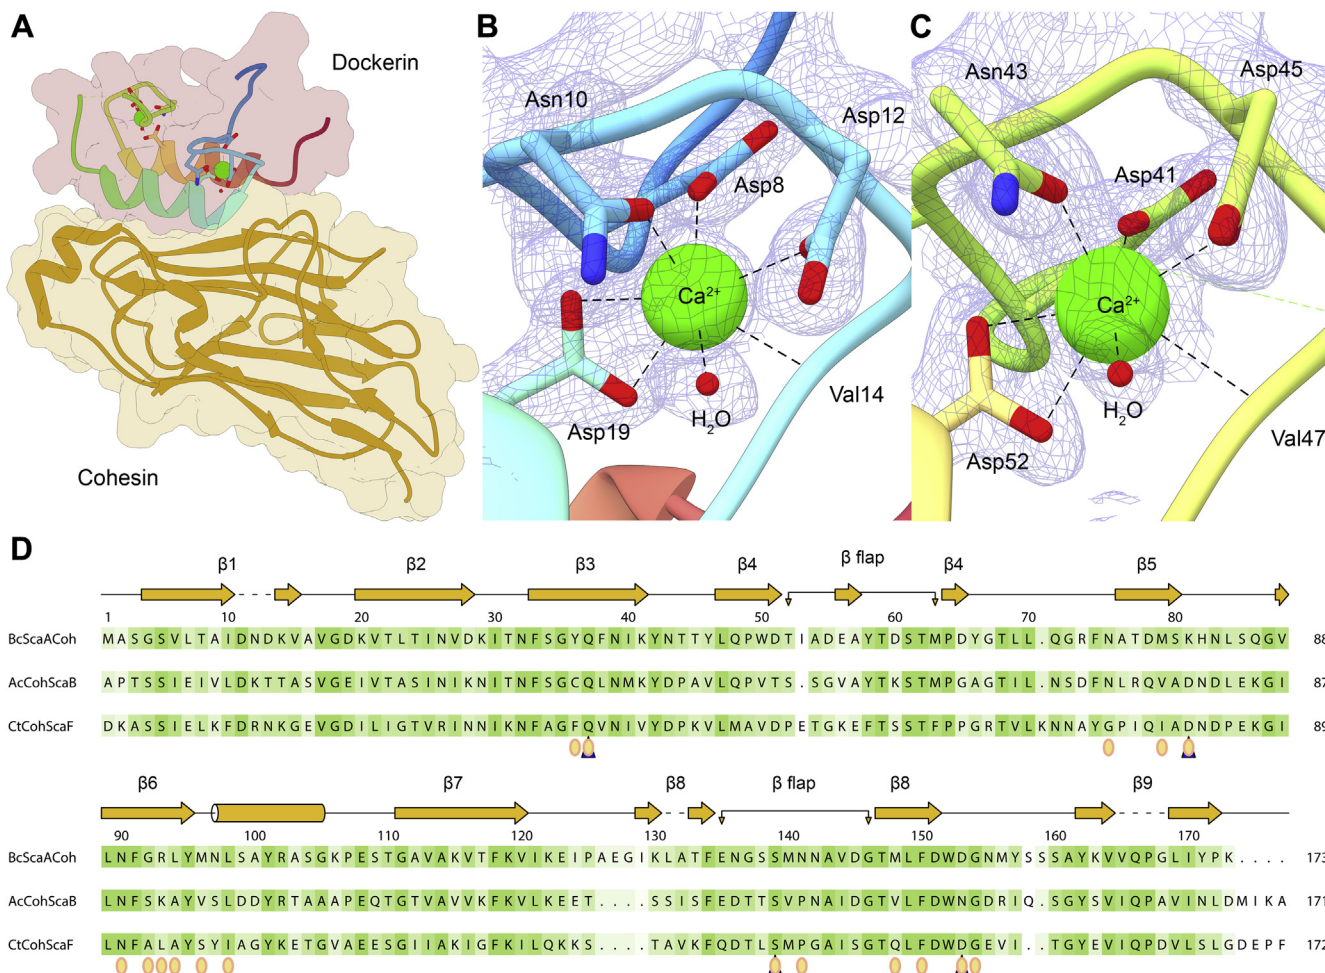 A
Dockerin
Cohesin
B
Asn10
Asp12
Asp8
Ca2+
Val14
Asp19
H2O
C
Asn43
Asp45
Asp41
Ca2+
H2O
Val47
Asp52
D
β1 β2 β3 β4 β flap β4 β5
1 10 20 30 40 50 60 70 80
BcScaACoh MASGSVLTAIDNDKVAVGDKVTLTINVDKITNFSGYQFNIKYNTTYLQPWDTIADEAYTDSTMPDYGTLL.QGRFNATDMSKHNLSQGV 88
AcCohScaB APTSSIEIVLDKTTASVGEIVTASINIKNITNFSGCQLNMKYDPAVLQPVTS.SGVAYTKSTMPGAGTIL.NSDFNLRQVADNDLEKGI 87
CtCohScaF DKASSIELKFDRNKGEVGDILIGTVRINNIKNFAGFQVNIVYDPKVLMAVDPETGKEFTSSTFPPGRTVLKNNAYGPIQIADNDPEKGI 89
β6 β7 β8 β flap β8 β9
90 100 110 120 130 140 150 160 170
BcScaACoh LNFGRLYMNLSAYRASGKPESTGAVAKVTFKVIKEIPAEGIKLATFENGSSMNNAVDGTMLFDWDGNMYSSSAYKVVQPGLIYPK.... 173
AcCohScaB LNFSKAYVSLDDYRTAAAPEQTGTVAVVKFKVLKEET....SSISFEDTTSVPNAIDGTVLFDWNGDRIQ.SGYSVIQPAVINLDMIKA 171
CtCohScaF LNFALAYSYIAGYKETGVAEESGIIAKIGFKILQKKS....TAVKFQDTLSMPGAISGTQLFDWDGEVI..TGYEVIQPDVLSLGDEPF 172